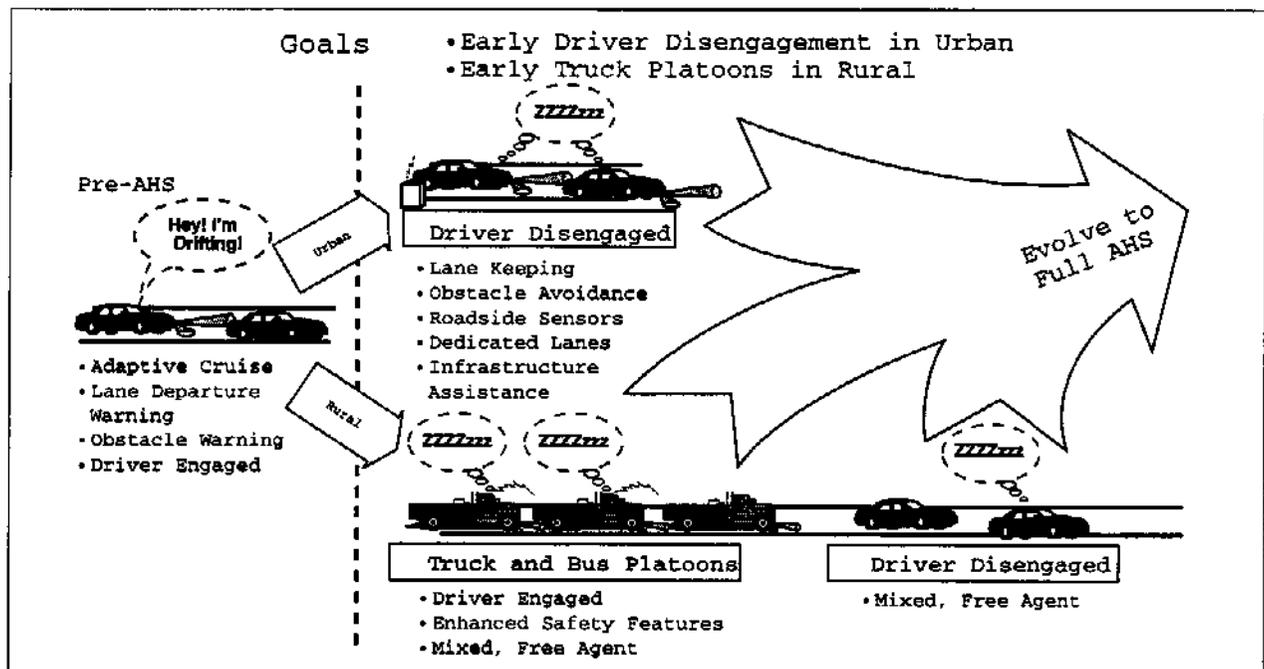 Goals
•Early Driver Disengagement in Urban
•Early Truck Platoons in Rural
ZZZZzzz
Pre-AHS
Hey! I'm
Drifting!
Urban
Driver Disengaged
•Lane Keeping
•Obstacle Avoidance
•Roadside Sensors
•Dedicated Lanes
•Infrastructure
Assistance
Evolve to
Full AHS
•Adaptive Cruise
•Lane Departure
Warning
•Obstacle Warning
•Driver Engaged
Rural
ZZZZzzz
ZZZZzzz
ZZZZzzz
Truck and Bus Platoons
•Driver Engaged
•Enhanced Safety Features
•Mixed, Free Agent
Driver Disengaged
•Mixed, Free Agent